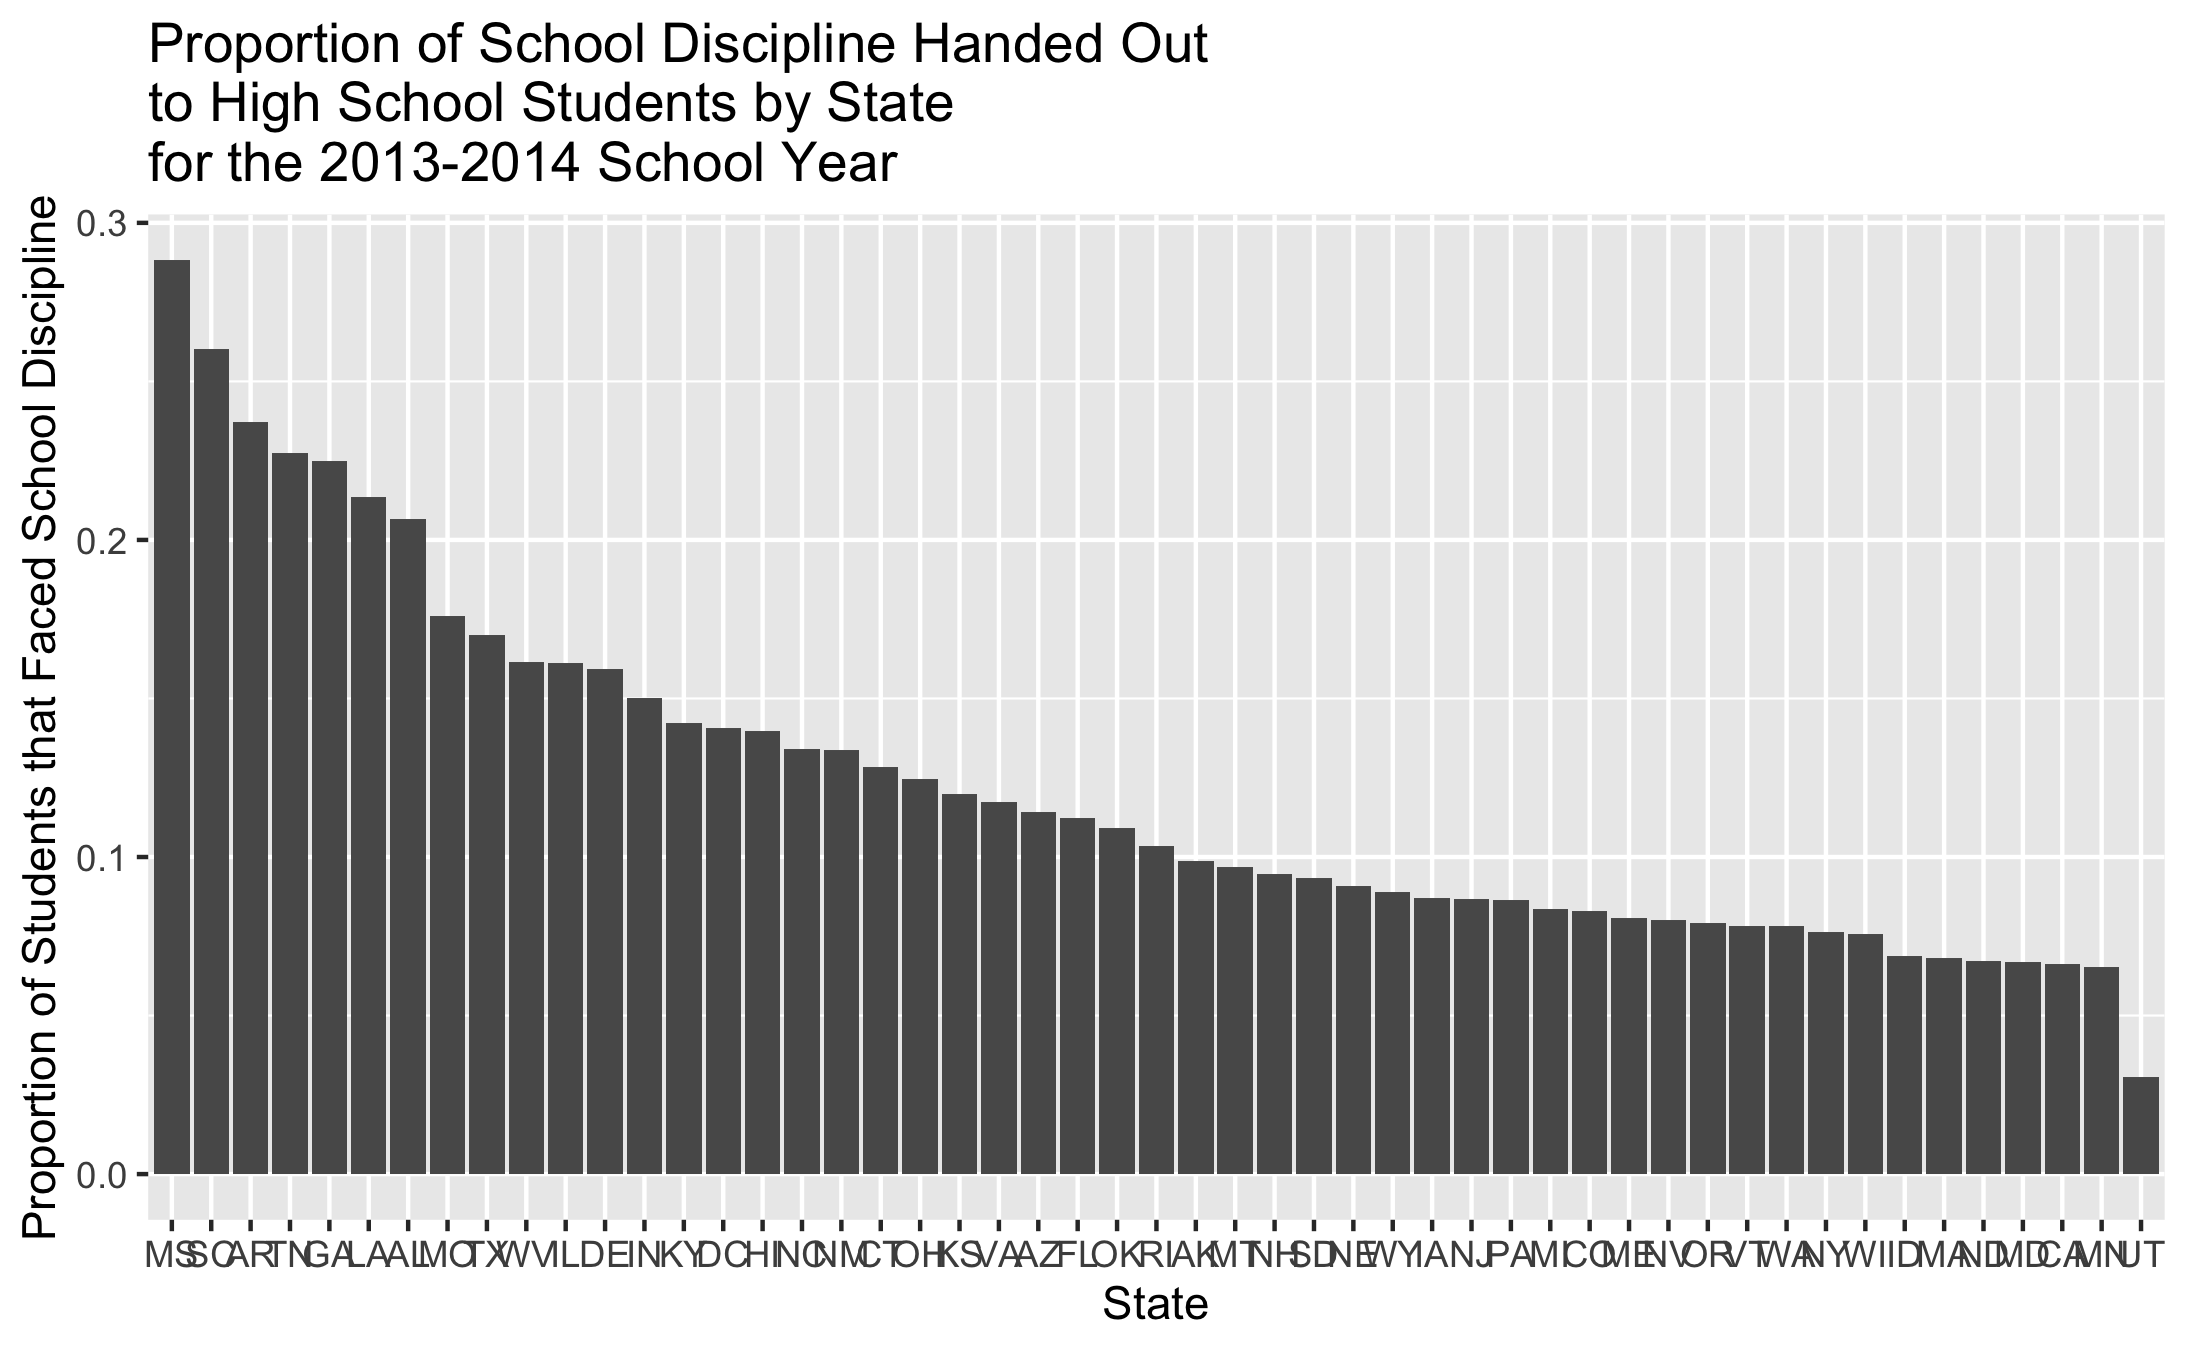 Proportion of School Discipline Handed Out
to High School Students by State
for the 2013-2014 School Year
Proportion of Students that Faced School Discipline
0.3
0.2
0.1
0.0
MS SC AR TN GA LA AL MO TX WV IL DE IN KY DC HI NC NM CT OH KS VA AZ FL OK RI AK MT NH SD NE WY IA NJ PA MI CO ME NV OR VT WA NY WI ID MA ND MD CA MN UT
State